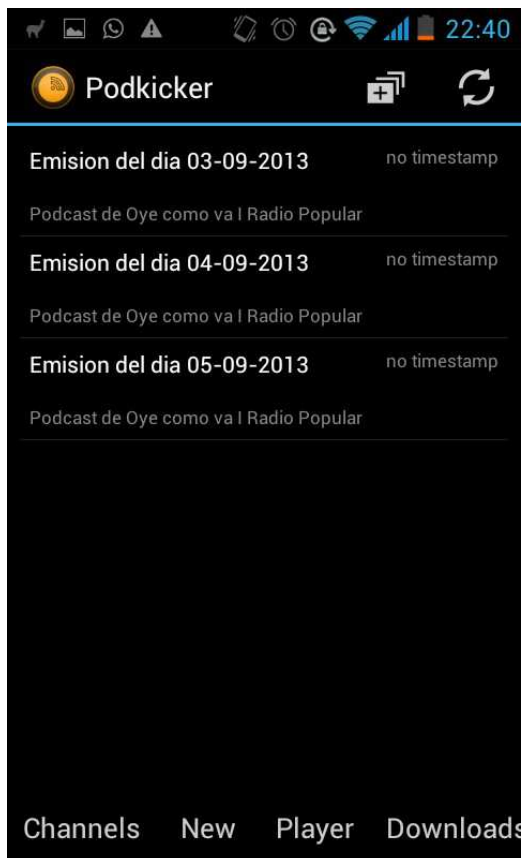 22:40
Podkicker
Emision del dia 03-09-2013 no timestamp
Podcast de Oye como va I Radio Popular
Emision del dia 04-09-2013 no timestamp
Podcast de Oye como va I Radio Popular
Emision del dia 05-09-2013 no timestamp
Podcast de Oye como va I Radio Popular
Channels New Player Downloads